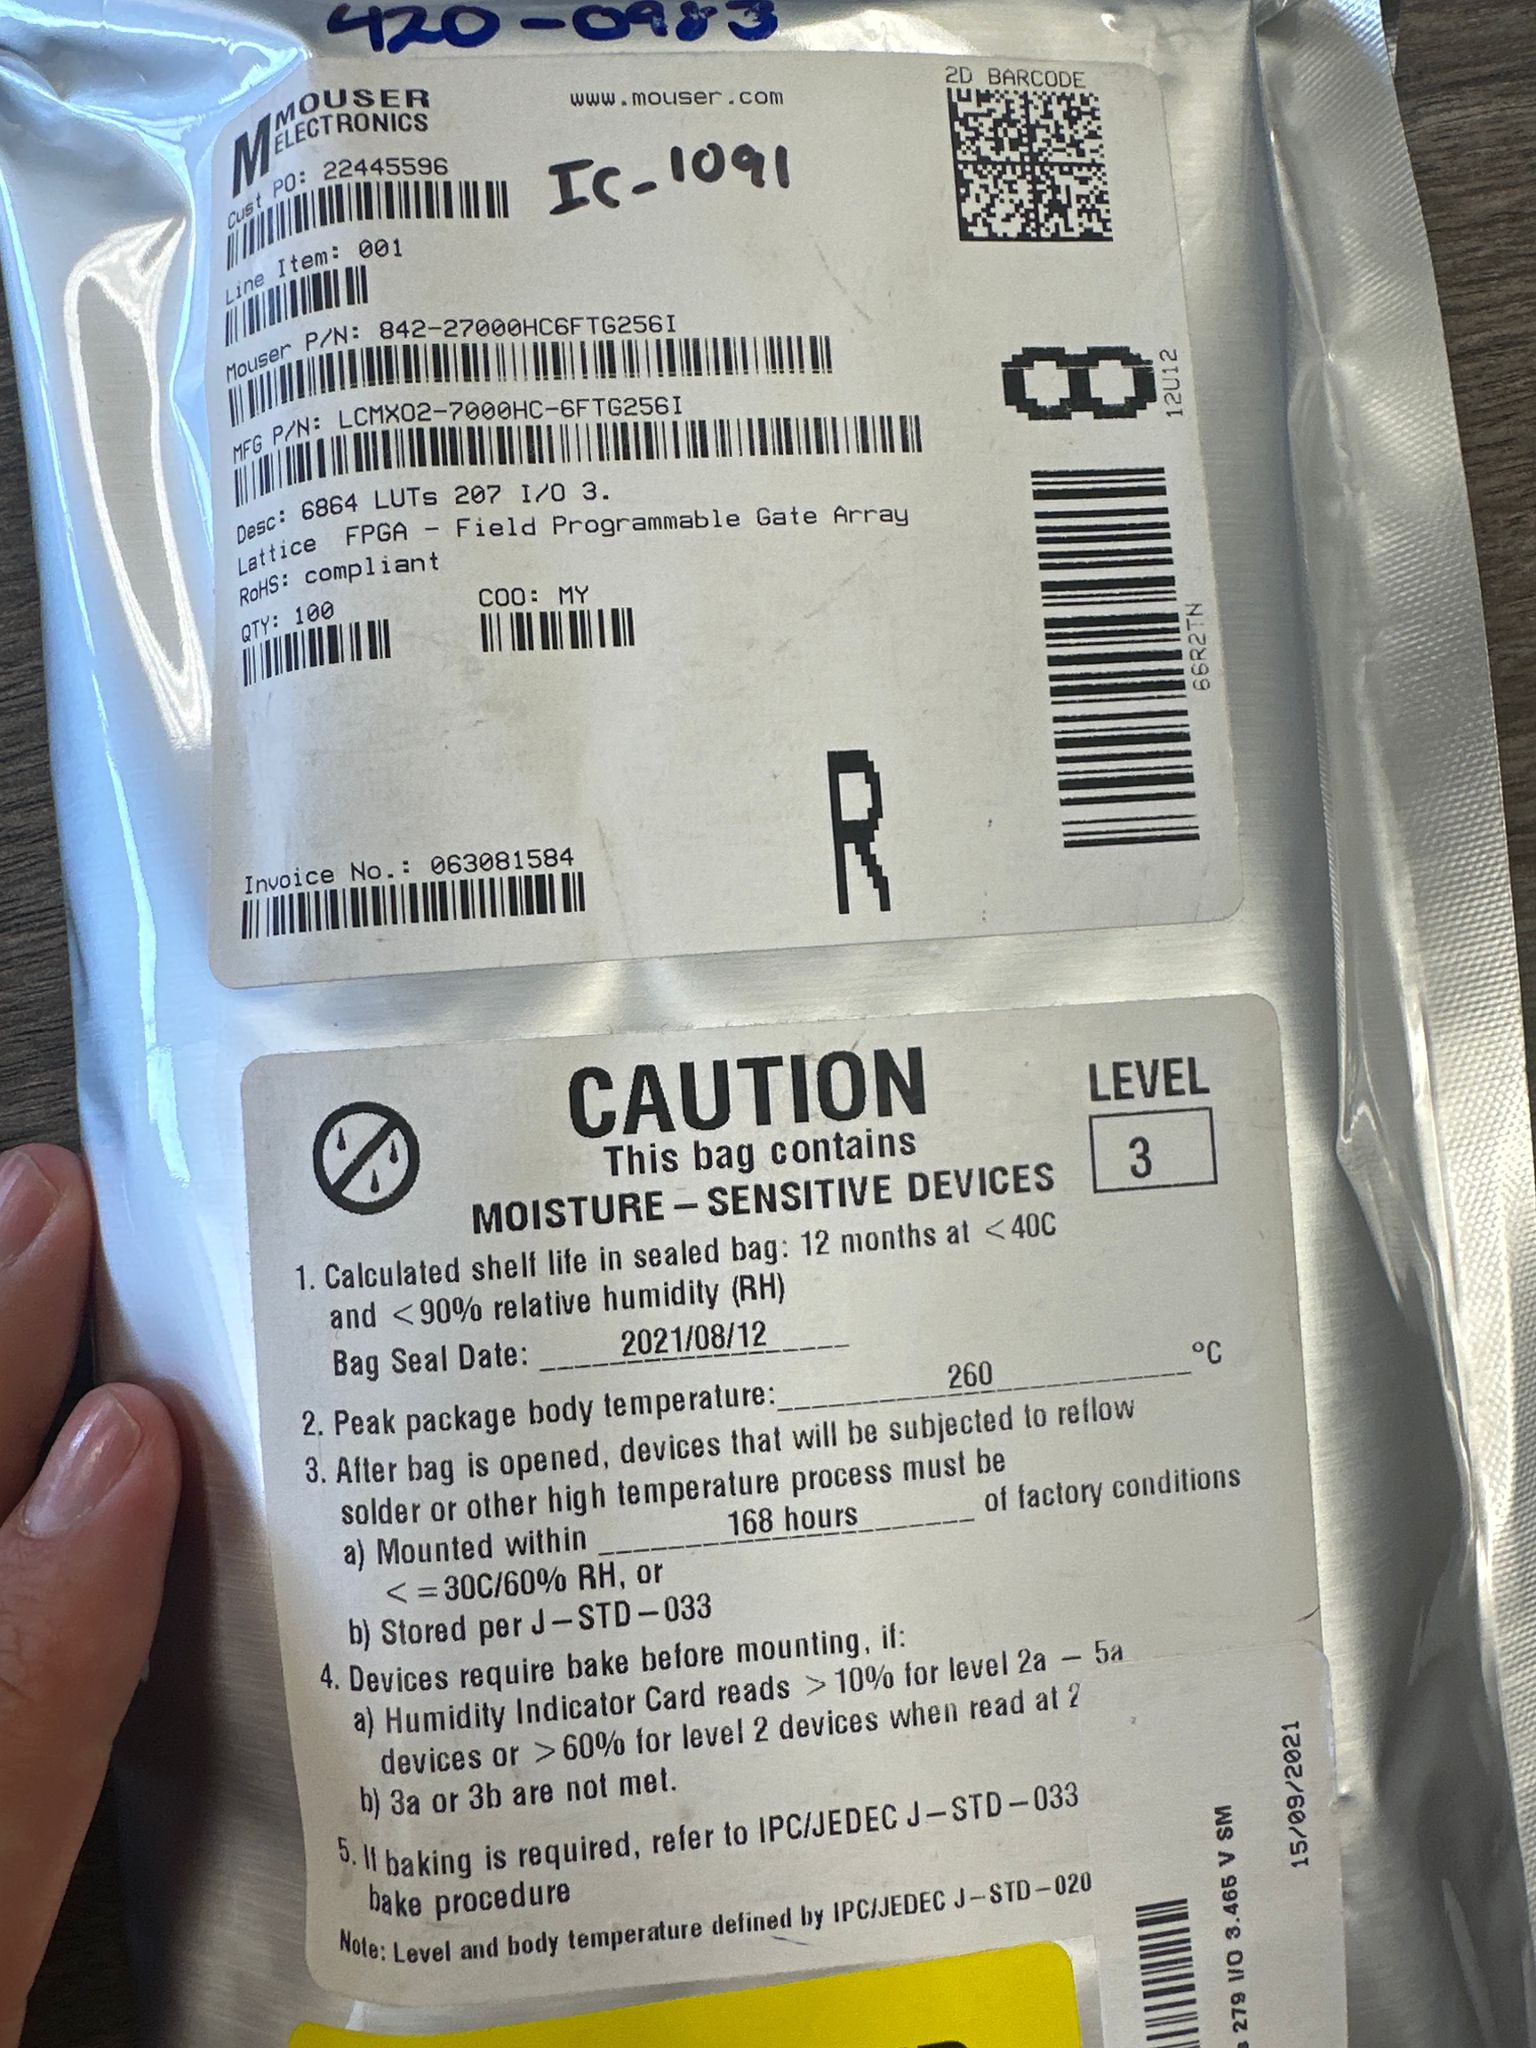 420-0983
MOUSER
ELECTRONICS
www.mouser.com
2D BARCODE
Cust PO: 22445596
IC-1091
Line Item: 001
Mouser P/N: 842-27000HC6FTG256I
MFG P/N: LCMXO2-7000HC-6FTG256I
12U12
Desc: 6864 LUTs 207 I/O 3.
Lattice FPGA - Field Programmable Gate Array
RoHS: compliant
QTY: 100
COO: MY
66R2TN
R
Invoice No.: 063081584
CAUTION
LEVEL
3
This bag contains
MOISTURE – SENSITIVE DEVICES
1. Calculated shelf life in sealed bag: 12 months at <40C
and <90% relative humidity (RH)
Bag Seal Date: 2021/08/12
2. Peak package body temperature: 260 °C
3. After bag is opened, devices that will be subjected to reflow
solder or other high temperature process must be
a) Mounted within 168 hours of factory conditions
<=30C/60% RH, or
b) Stored per J–STD–033
4. Devices require bake before mounting, if:
a) Humidity Indicator Card reads >10% for level 2a – 5a
devices or >60% for level 2 devices when read at 2
b) 3a or 3b are not met.
5. If baking is required, refer to IPC/JEDEC J–STD–033
bake procedure
Note: Level and body temperature defined by IPC/JEDEC J–STD–020
279 I/O 3.465 V SM
15/09/2021